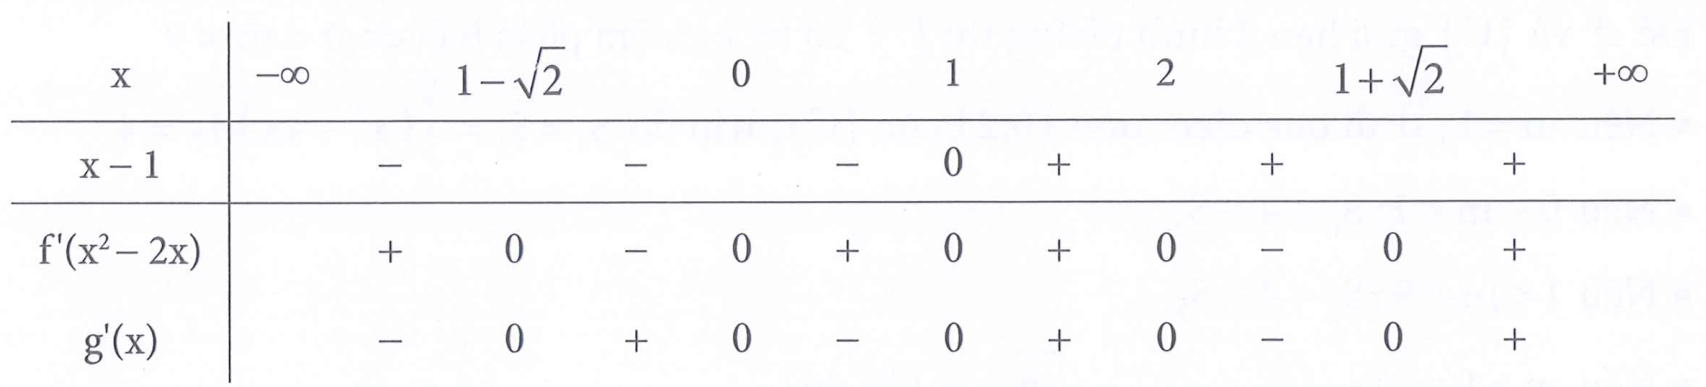 x −∞ 1−√2 0 1 2 1+√2 +∞
x − 1 − − − 0 + + +
f'(x² − 2x) + 0 − 0 + 0 + 0 − 0 +
g'(x) − 0 + 0 − 0 + 0 − 0 +